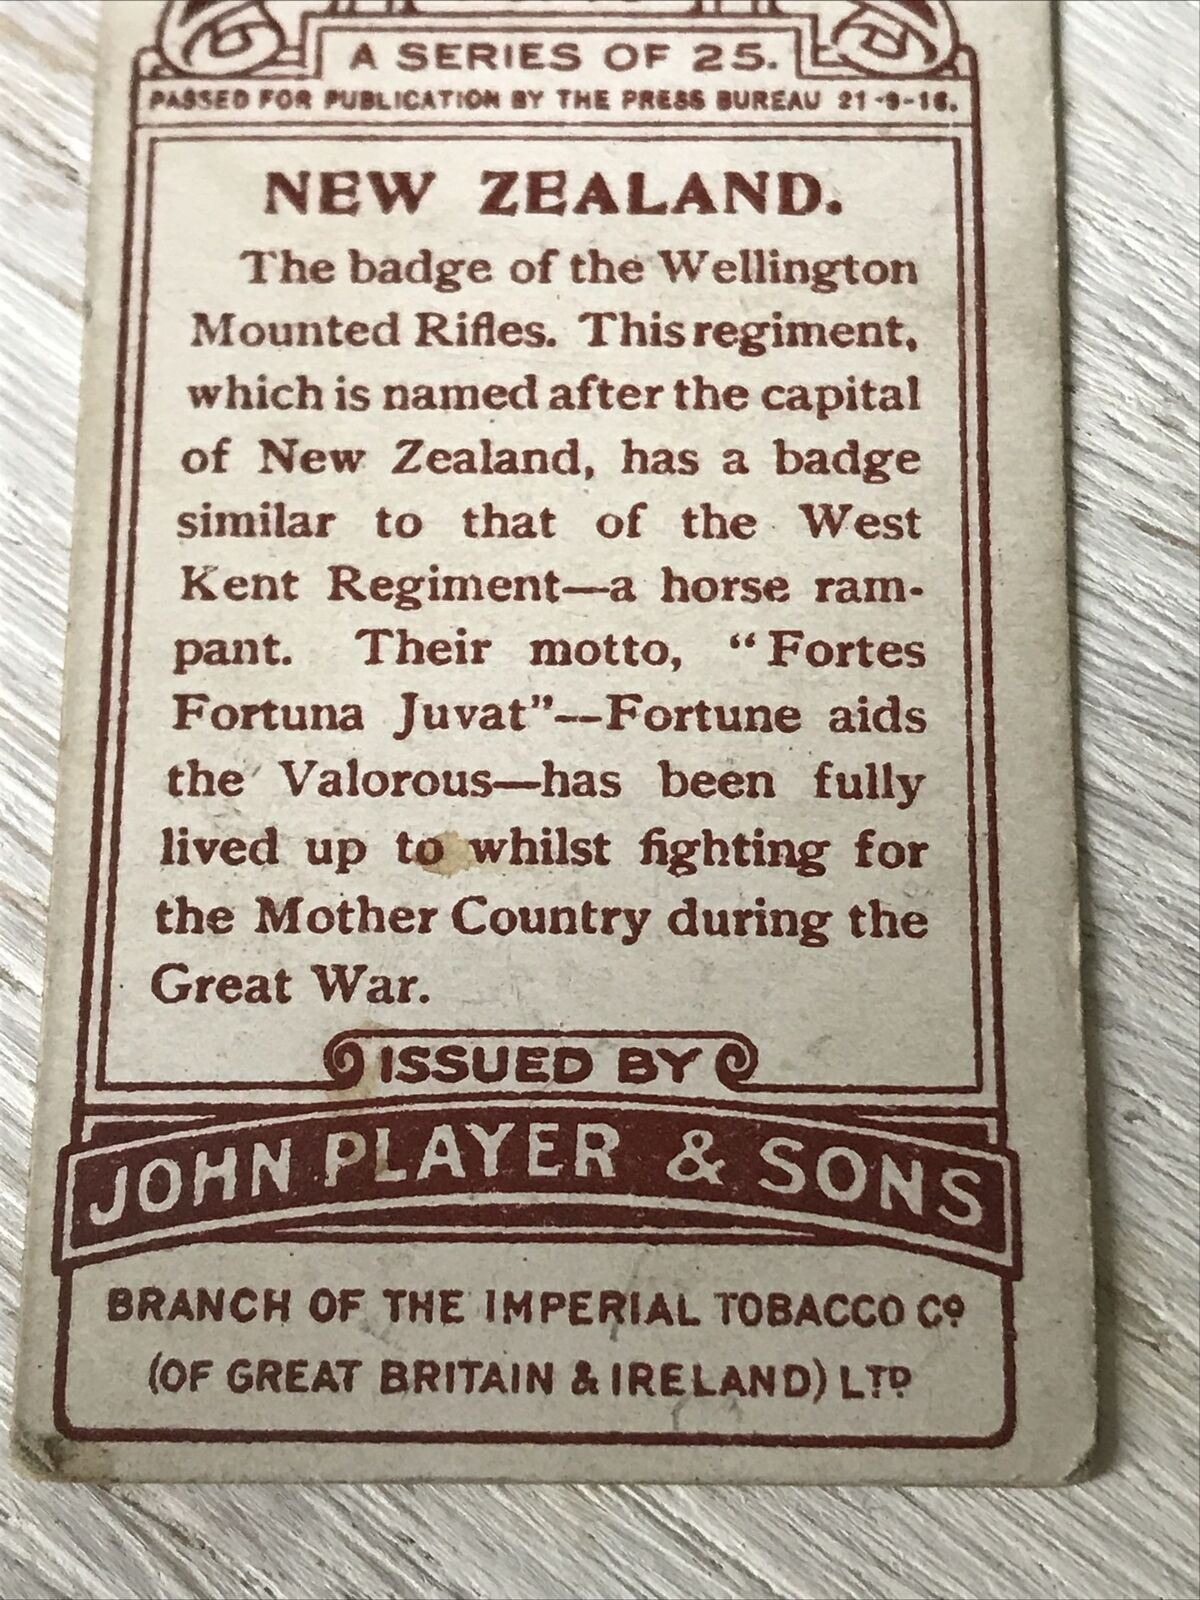 A SERIES OF 25.
PASSED FOR PUBLICATION BY THE PRESS BUREAU 21-9-16.
NEW ZEALAND.
The badge of the Wellington
Mounted Rifles. This regiment,
which is named after the capital
of New Zealand, has a badge
similar to that of the West
Kent Regiment—a horse ram-
pant. Their motto, "Fortes
Fortuna Juvat"—Fortune aids
the Valorous—has been fully
lived up to whilst fighting for
the Mother Country during the
Great War.
ISSUED BY
JOHN PLAYER & SONS
BRANCH OF THE IMPERIAL TOBACCO CO
(OF GREAT BRITAIN & IRELAND) LTD